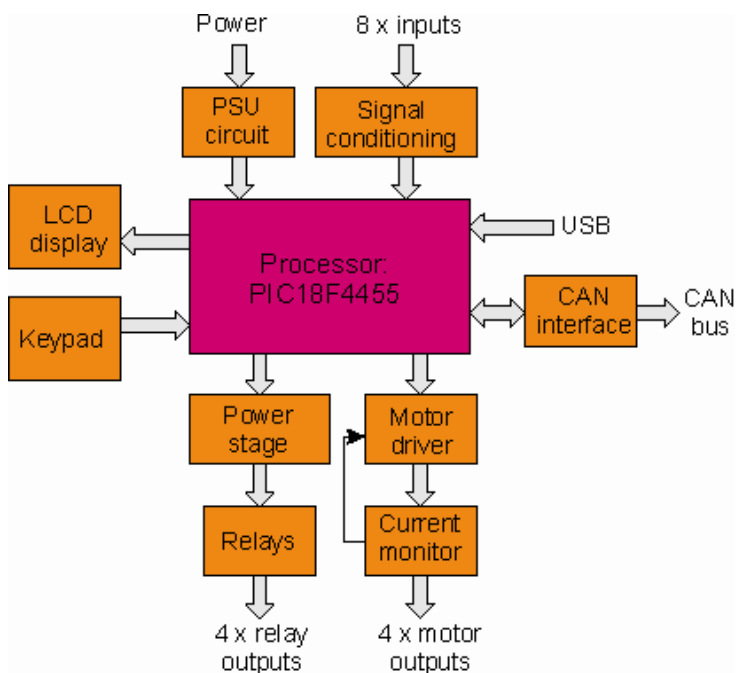 Power
8 x inputs
PSU
circuit
Signal
conditioning
LCD
display
USB
Processor:
PIC18F4455
Keypad
CAN
interface
CAN
bus
Power
stage
Motor
driver
Relays
Current
monitor
4 x relay
outputs
4 x motor
outputs